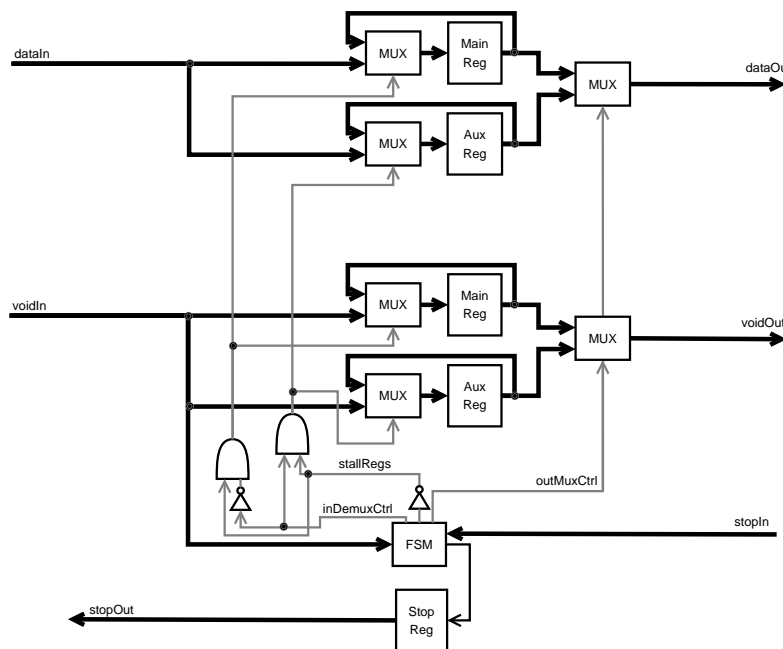 dataIn
MUX
Main
Reg
MUX
dataOu
MUX
Aux
Reg
voidIn
MUX
Main
Reg
MUX
voidOut
MUX
Aux
Reg
stallRegs
outMuxCtrl
inDemuxCtrl
stopIn
FSM
stopOut
Stop
Reg